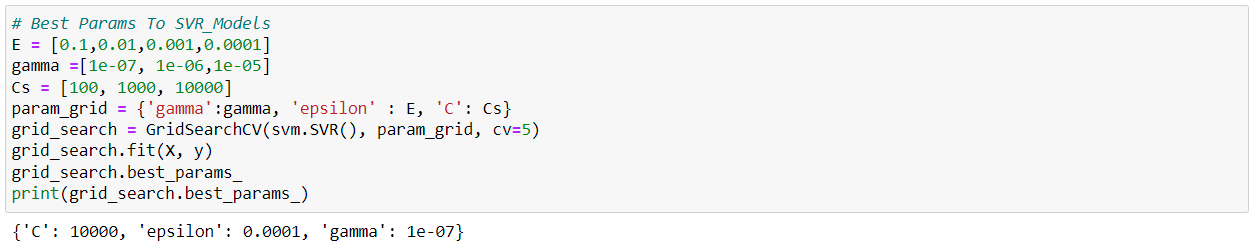 # Best Params To SVR_Models
E = [0.1,0.01,0.001,0.0001]
gamma =[1e-07, 1e-06,1e-05]
Cs = [100, 1000, 10000]
param_grid = {'gamma':gamma, 'epsilon' : E, 'C': Cs}
grid_search = GridSearchCV(svm.SVR(), param_grid, cv=5)
grid_search.fit(X, y)
grid_search.best_params_
print(grid_search.best_params_)
{'C': 10000, 'epsilon': 0.0001, 'gamma': 1e-07}